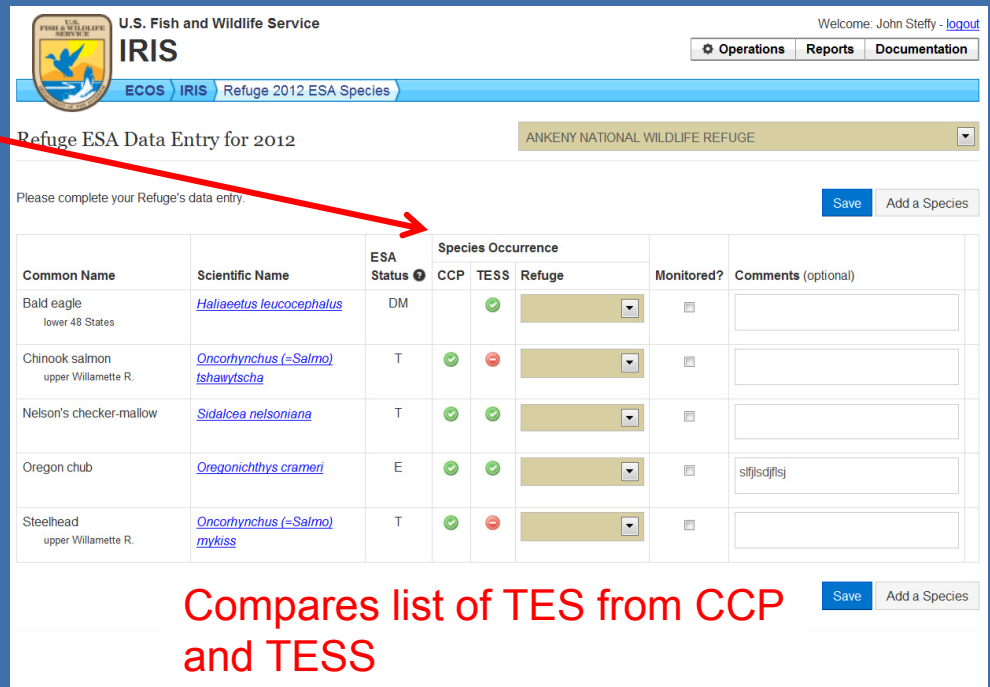 U.S.
FISH & WILDLIFE
SERVICE
U.S. Fish and Wildlife Service
IRIS
Welcome: John Steffy - logout
Operations Reports Documentation
ECOS IRIS Refuge 2012 ESA Species
Refuge ESA Data Entry for 2012
ANKENY NATIONAL WILDLIFE REFUGE
Please complete your Refuge's data entry.
Save Add a Species
Common Name Scientific Name ESA Status Species Occurrence CCP TESS Refuge Monitored? Comments (optional)
Bald eagle Haliaeetus leucocephalus DM
lower 48 States
Chinook salmon Oncorhynchus (=Salmo) T
upper Willamette R. tshawytscha
Nelson's checker-mallow Sidalcea nelsoniana T
Oregon chub Oregonichthys crameri E slfjlsdjflsj
Steelhead Oncorhynchus (=Salmo) T
upper Willamette R. mykiss
Save Add a Species
Compares list of TES from CCP
and TESS